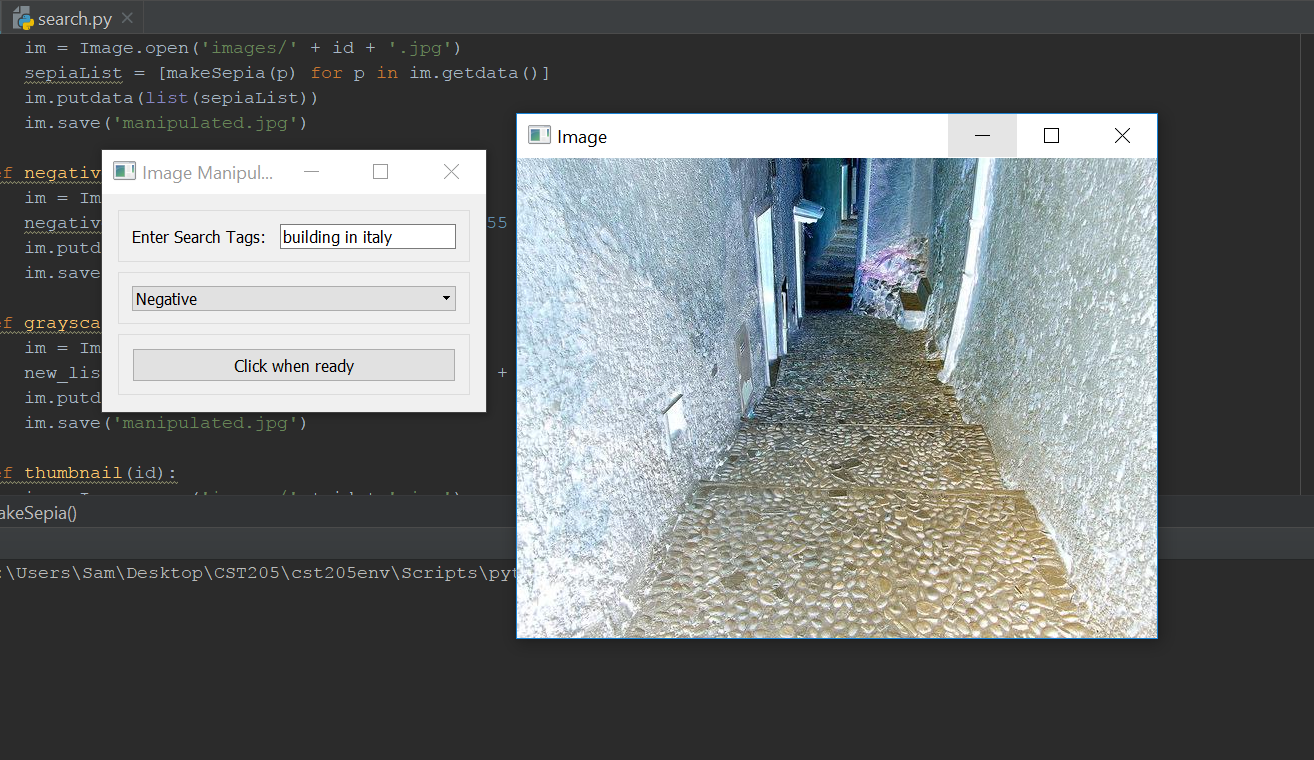 search.py
im = Image.open('images/' + id + '.jpg')
sepiaList = [makeSepia(p) for p in im.getdata()]
im.putdata(list(sepiaList))
im.save('manipulated.jpg')
Image
Image Manipul...
ef negativ
im = Im
negativ 55
im.putd
im.save
Enter Search Tags: building in italy
Negative
Click when ready
ef graysca
im = Im
new_lis +
im.putd
im.save('manipulated.jpg')
ef thumbnail(id):
akeSepia()
:\Users\Sam\Desktop\CST205\cst205env\Scripts\pyt